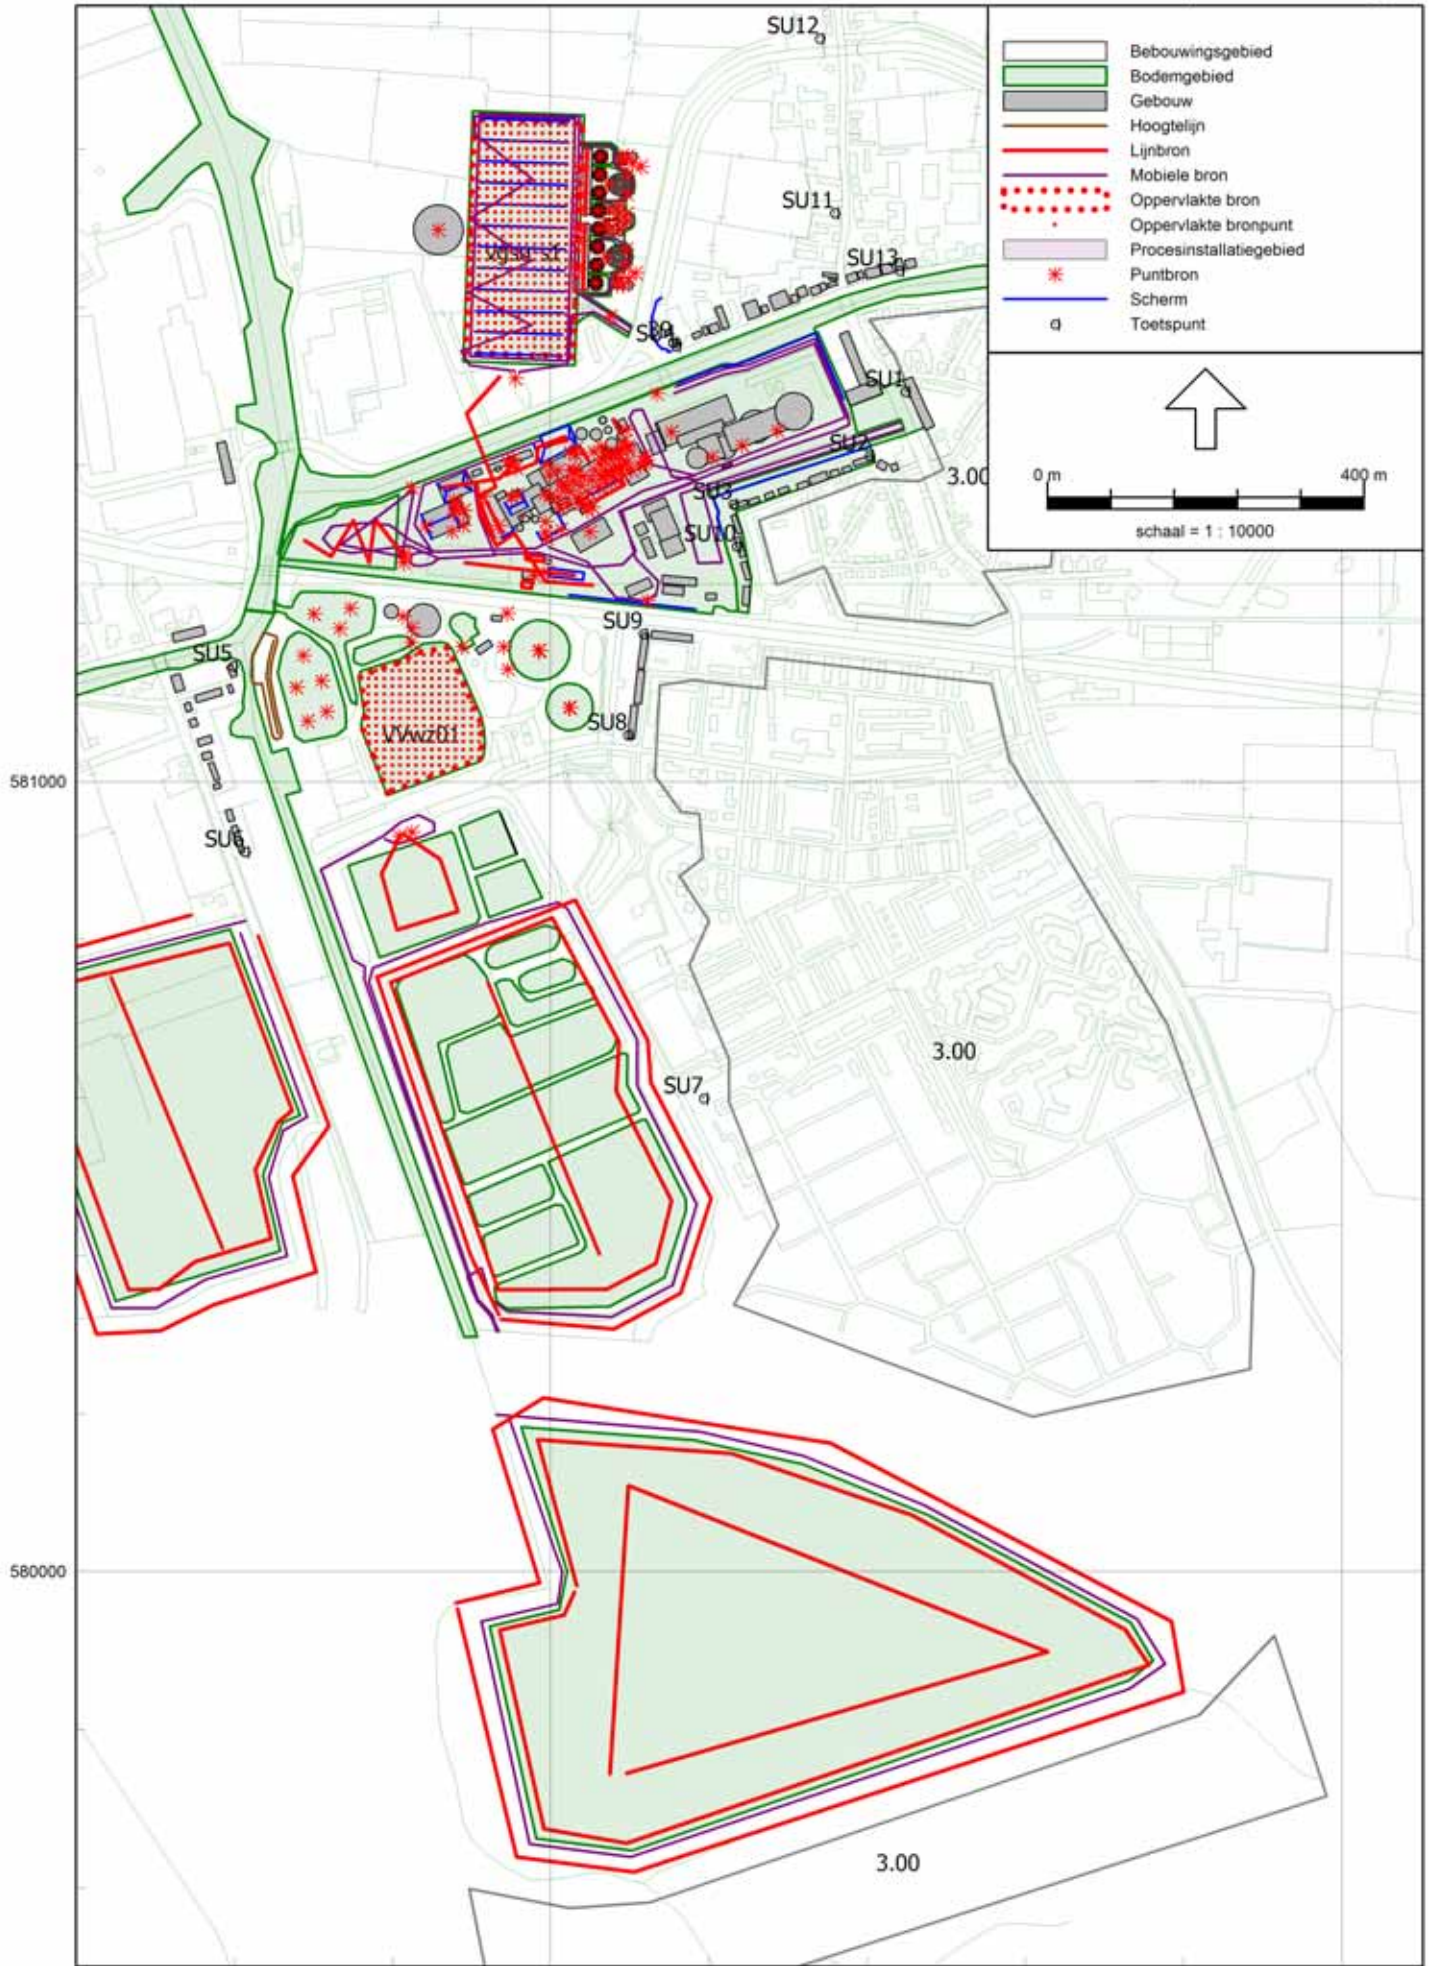 SU12
Bebouwingsgebied
Bodemgebied
Gebouw
Hoogtelijn
Lijnbron
Mobiele bron
Oppervlakte bron
Oppervlakte bronpunt
Procesinstallatiegebied
Puntbron
Scherm
Toetspunt
SU11
SU13
SU1
SU2
3.00
0 m 400 m
schaal = 1 : 10000
SU3
SU10
SU9
SU5
SU8
VVwz01
581000
SU6
3.00
SU7
580000
3.00